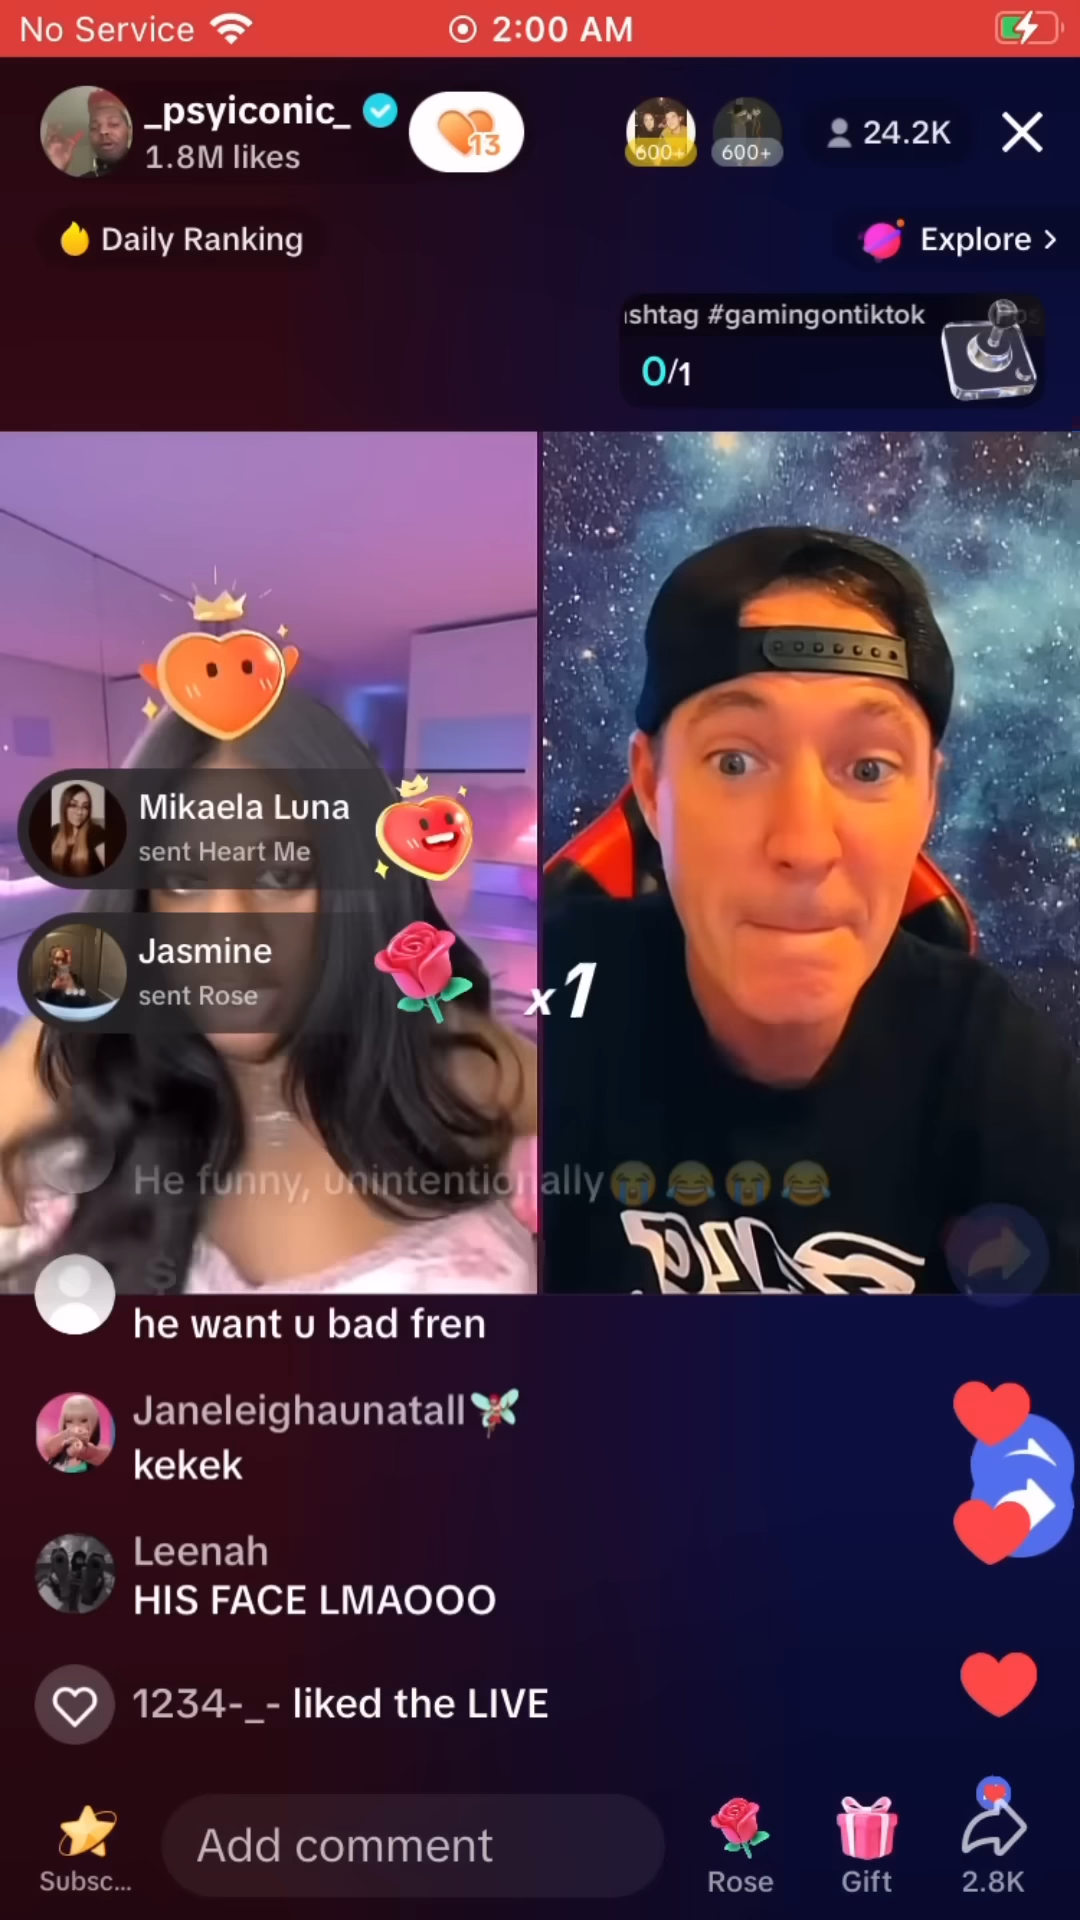 No Service
2:00 AM
_psyiconic_
1.8M likes
13
600+
600+
24.2K
Daily Ranking
Explore
shtag #gamingontiktok
Pos
0/1
Mikaela Luna
sent Heart Me
Jasmine
sent Rose
x1
He funny, unintentionally😭😂😭😂
$
he want u bad fren
Janeleighaunatall🧚
kekek
Leenah
HIS FACE LMAOOO
1234-_- liked the LIVE
Subsc...
Add comment
Rose
Gift
2.8K